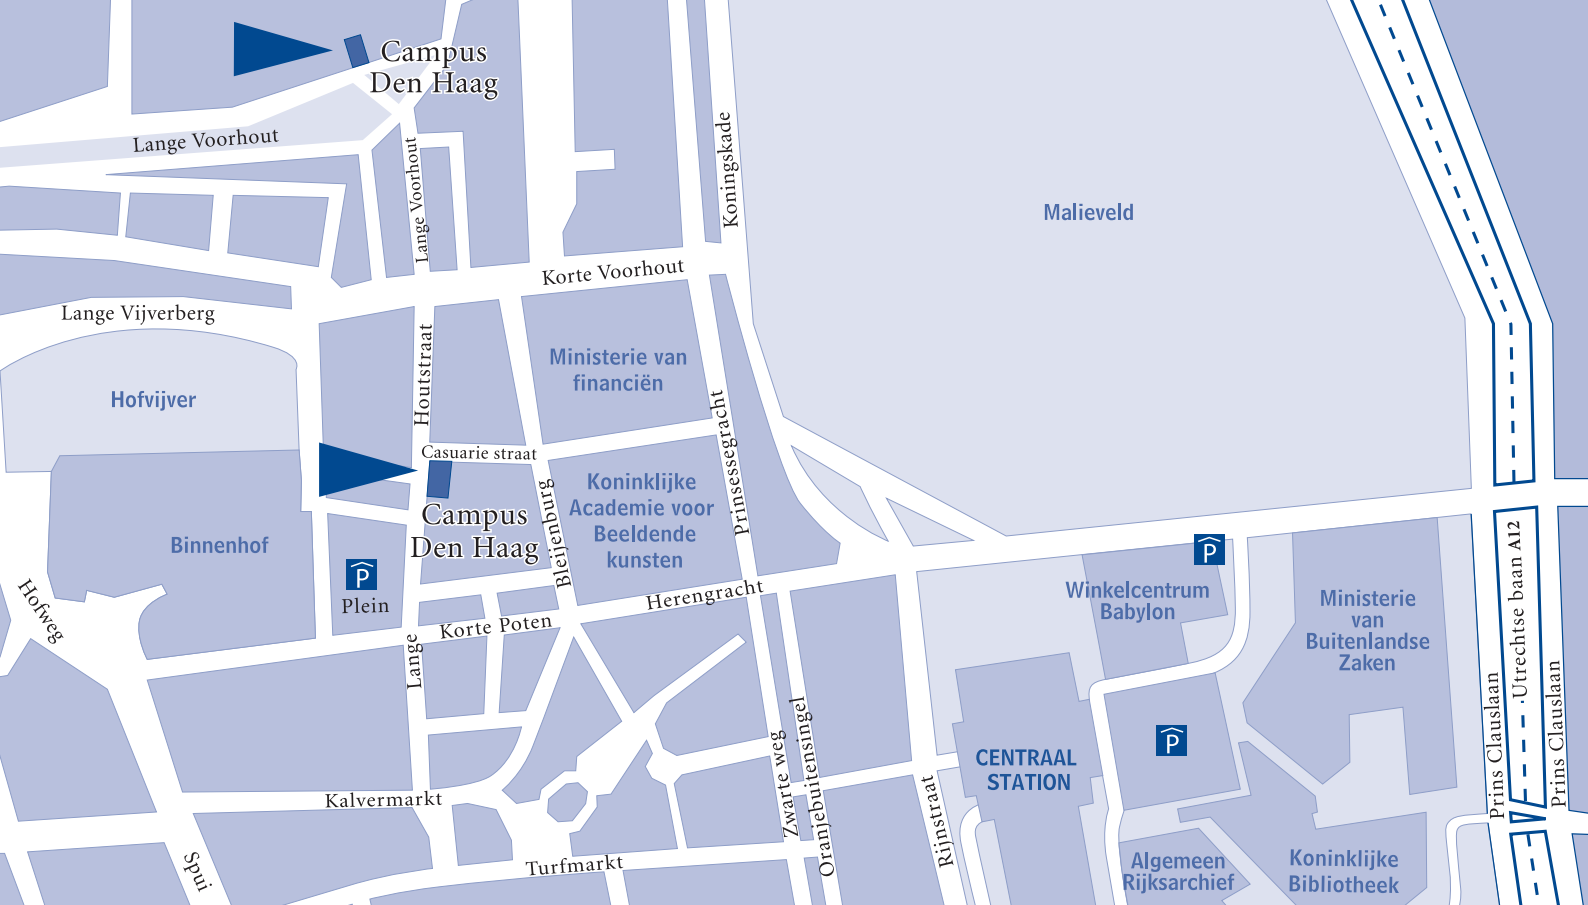 Campus
Den Haag
Lange Voorhout
Lange Voorhout
Koningskade
Malieveld
Korte Voorhout
Lange Vijverberg
Houtstraat
Ministerie van
financiën
Hofvijver
Prinsessegracht
Casuarie straat
Koninklijke
Academie voor
Beeldende
kunsten
Campus
Den Haag
Bleijenburg
Binnenhof
P
Plein
P
Utrechtse baan A12
Hofweg
Herengracht
Korte Poten
Winkelcentrum
Babylon
Ministerie
van
Buitenlandse
Zaken
Lange
Prins Clauslaan
Prins Clauslaan
P
CENTRAAL
STATION
Zwarte weg
Oranjebuitensingel
Rijnstraat
Kalvermarkt
Spui
Turfmarkt
Algemeen
Rijksarchief
Koninklijke
Bibliotheek